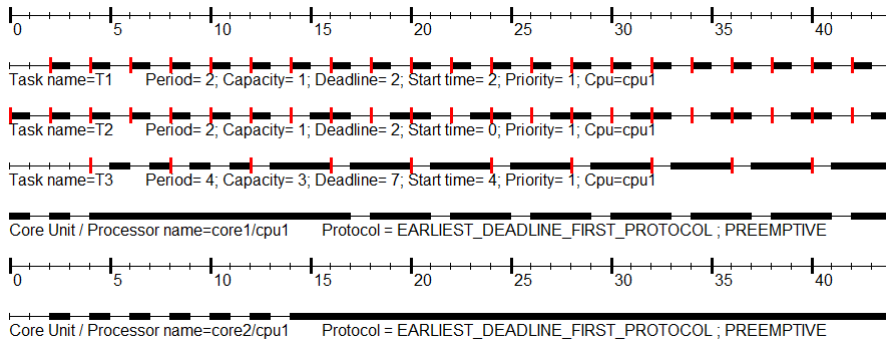 0 5 10 15 20 25 30 35 40
Task name=T1 Period= 2; Capacity= 1; Deadline= 2; Start time= 2; Priority= 1; Cpu=cpu1
Task name=T2 Period= 2; Capacity= 1; Deadline= 2; Start time= 0; Priority= 1; Cpu=cpu1
Task name=T3 Period= 4; Capacity= 3; Deadline= 7; Start time= 4; Priority= 1; Cpu=cpu1
Core Unit / Processor name=core1/cpu1 Protocol = EARLIEST_DEADLINE_FIRST_PROTOCOL ; PREEMPTIVE
0 5 10 15 20 25 30 35 40
Core Unit / Processor name=core2/cpu1 Protocol = EARLIEST_DEADLINE_FIRST_PROTOCOL ; PREEMPTIVE